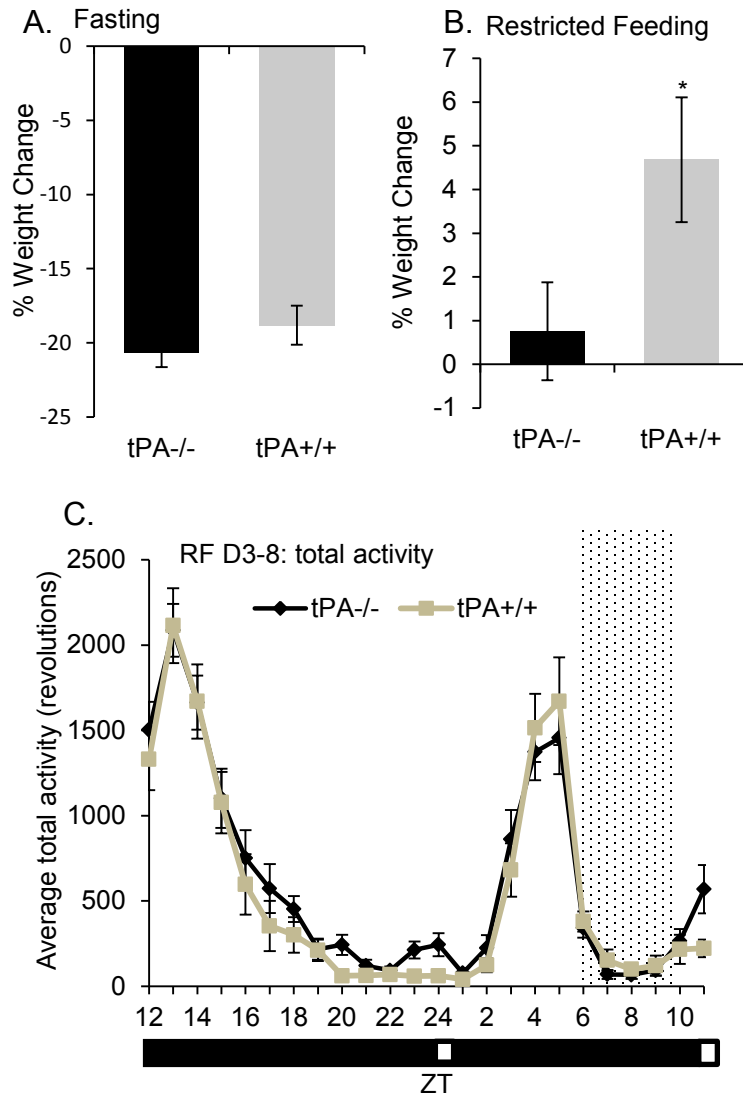 A. Fasting
0
-5
-10
-15
-20
-25
% Weight Change
tPA-/-
tPA+/+
B. Restricted Feeding
7
6
5
4
3
2
1
0
-1
% Weight Change
*
tPA-/-
tPA+/+
C.
RF D3-8: total activity
tPA-/-
tPA+/+
2500
2000
1500
1000
500
0
Average total activity (revolutions)
12 14 16 18 20 22 24 2 4 6 8 10
ZT